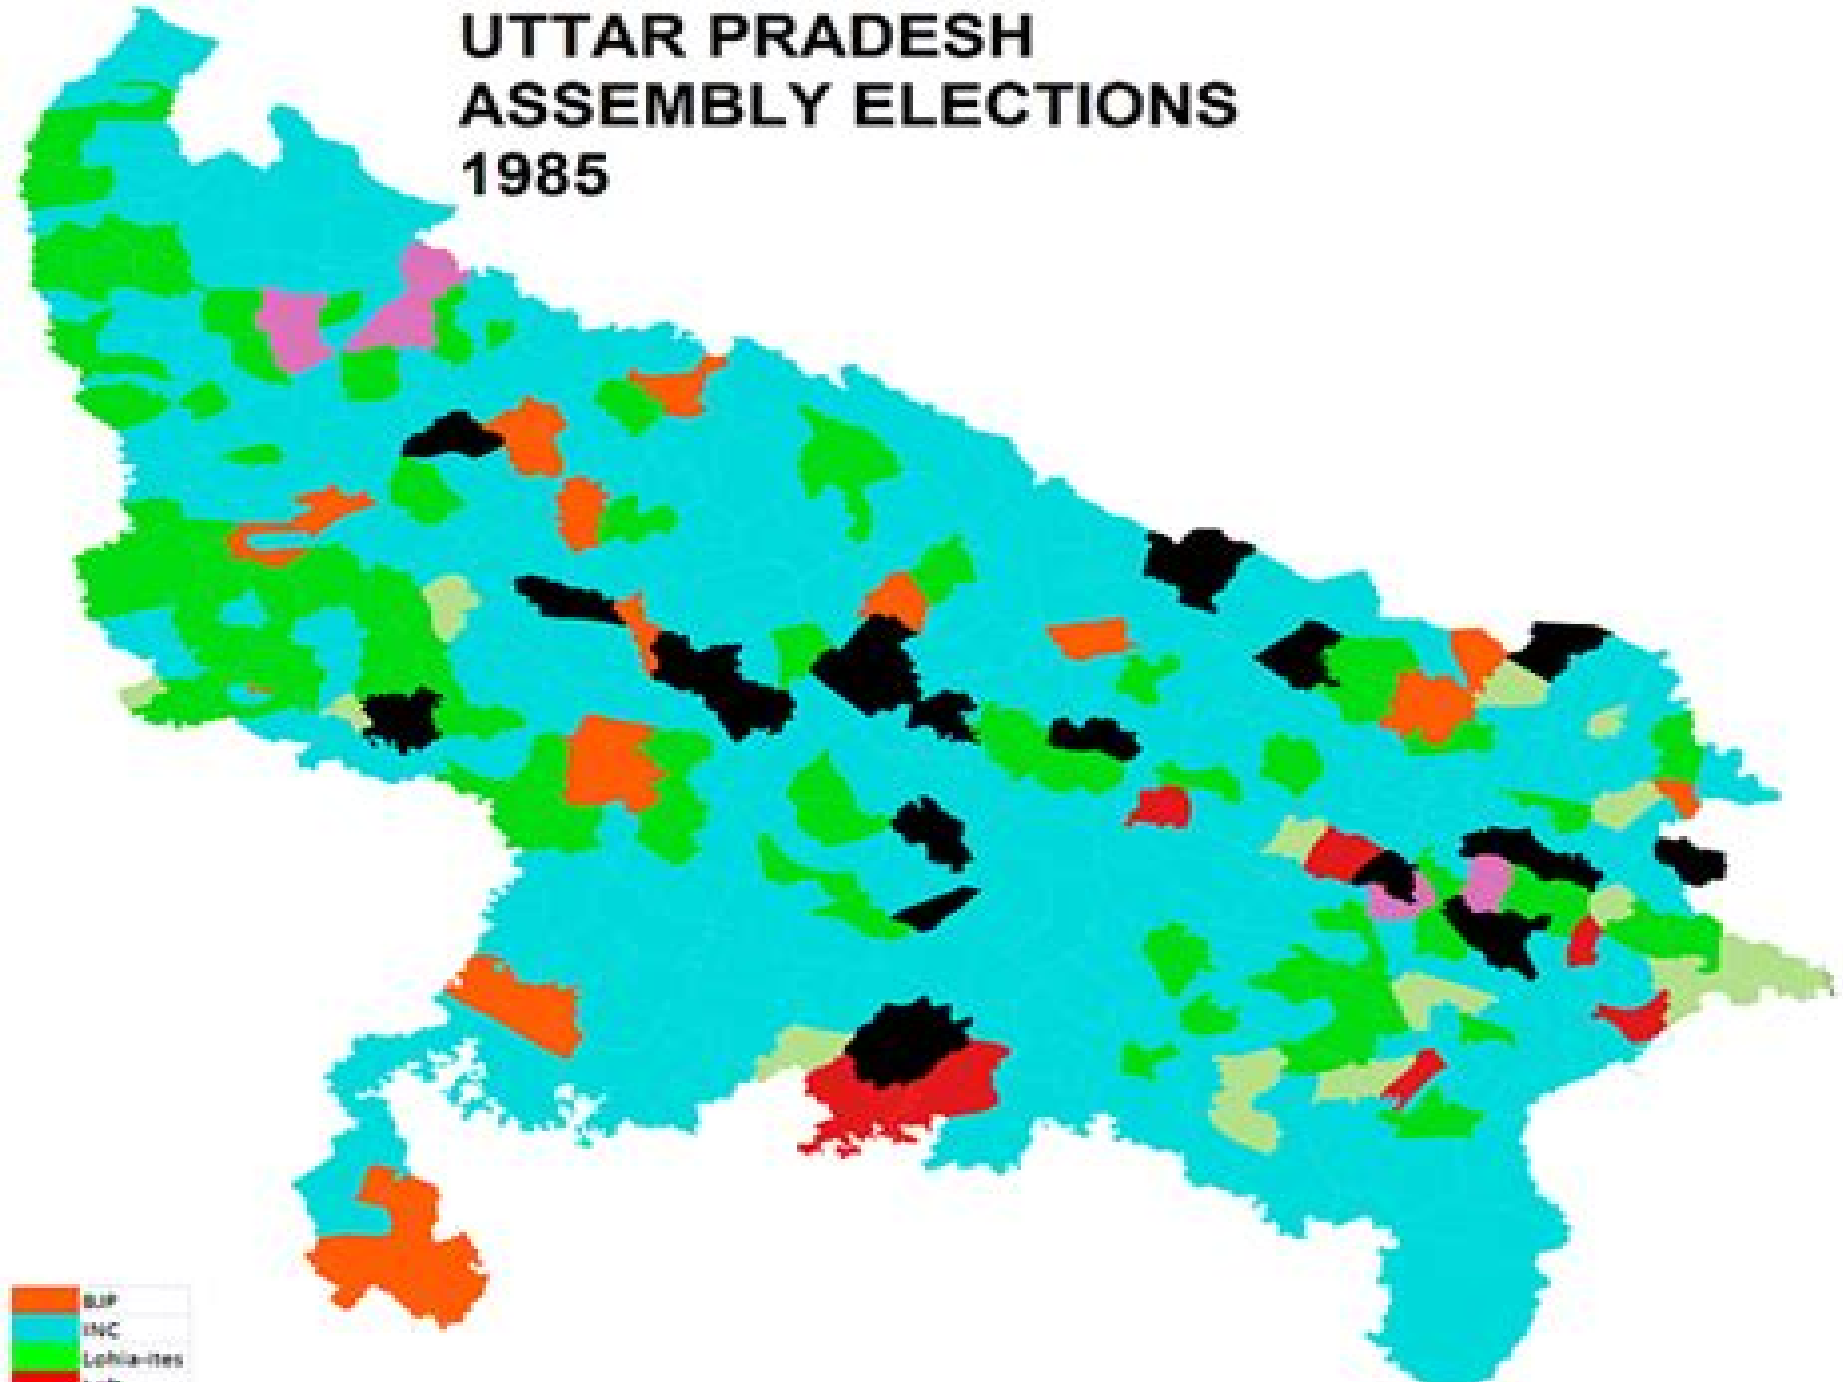 UTTAR PRADESH
ASSEMBLY ELECTIONS
1985
BJP
INC
Lohia-ites